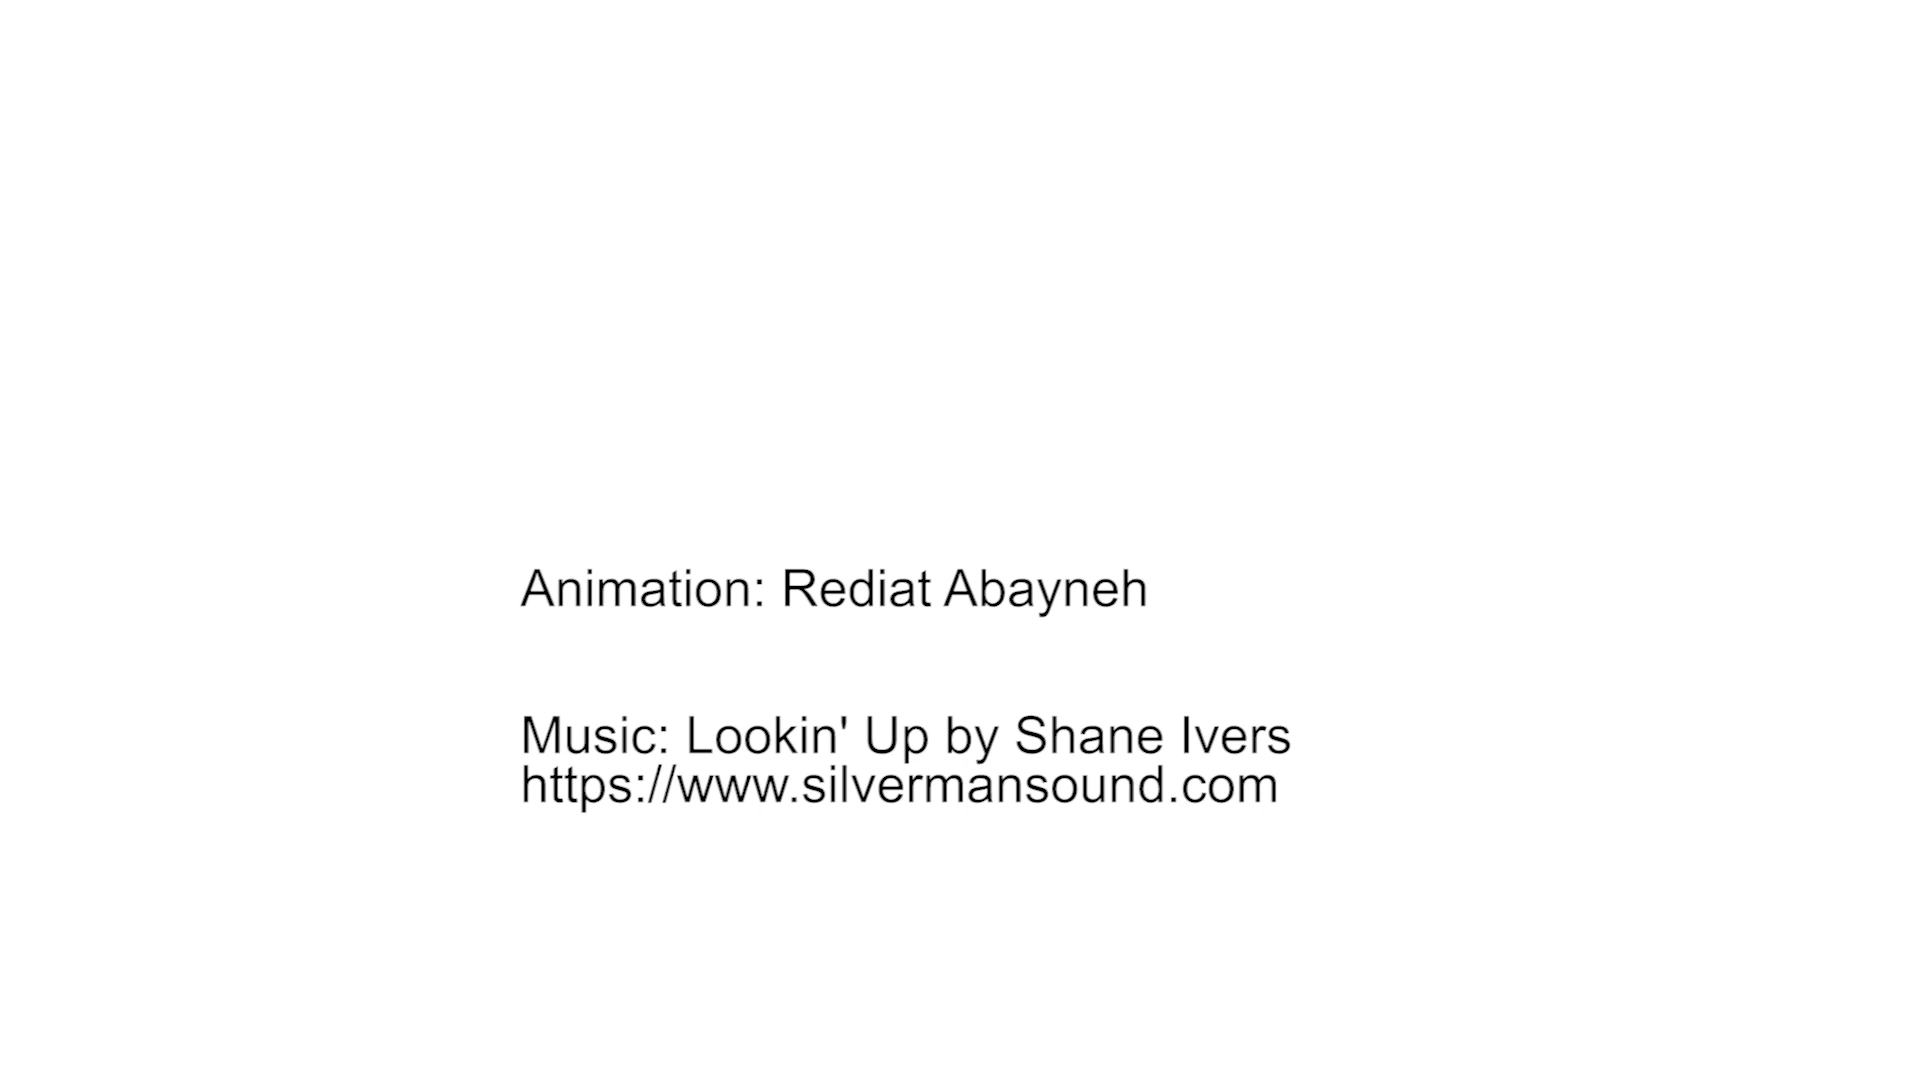 Animation: Rediat Abayneh
Music: Lookin' Up by Shane Ivers
https://www.silvermansound.com